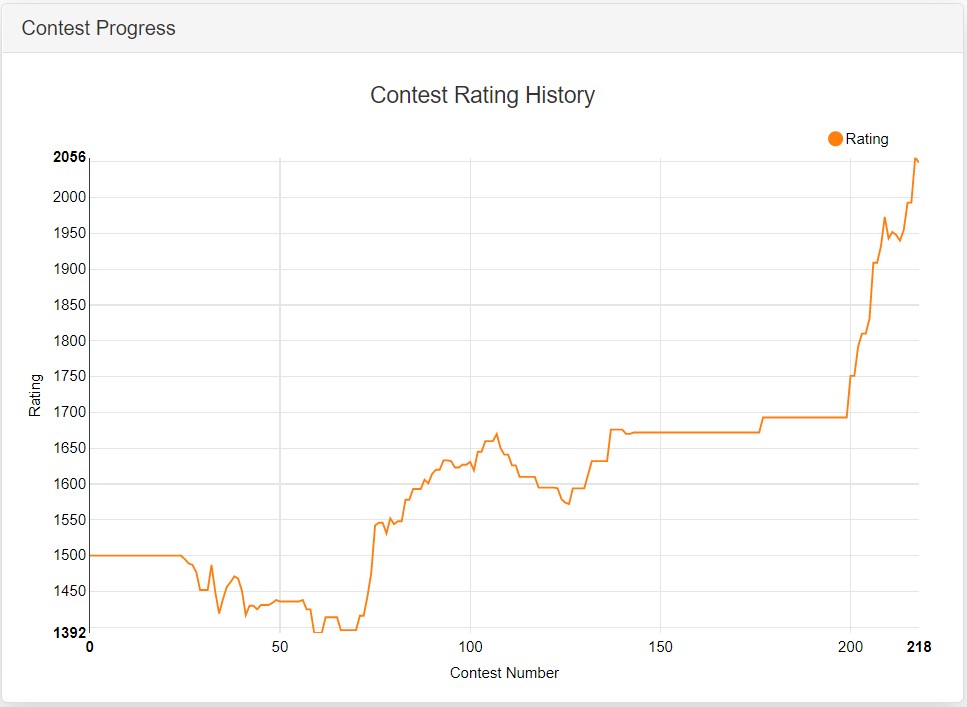 Contest Progress
Contest Rating History
Rating
2056
2000
1950
1900
1850
1800
1750
1700
1650
1600
1550
1500
1450
1392
Rating
0 50 100 150 200 218
Contest Number